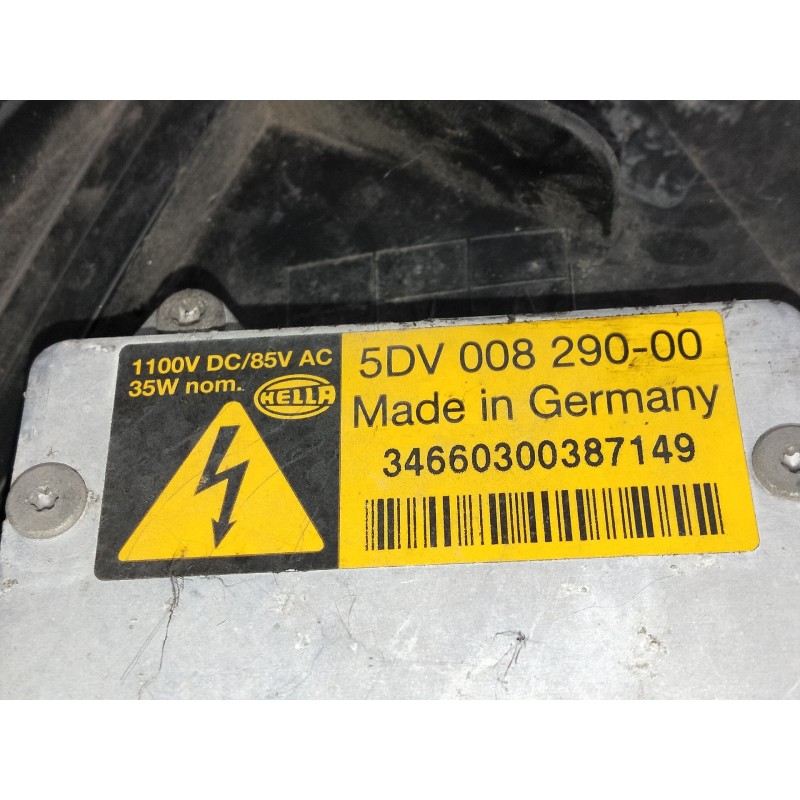 1100V DC/85V AC
35W nom.
HELLA
5DV 008 290-00
Made in Germany
34660300387149